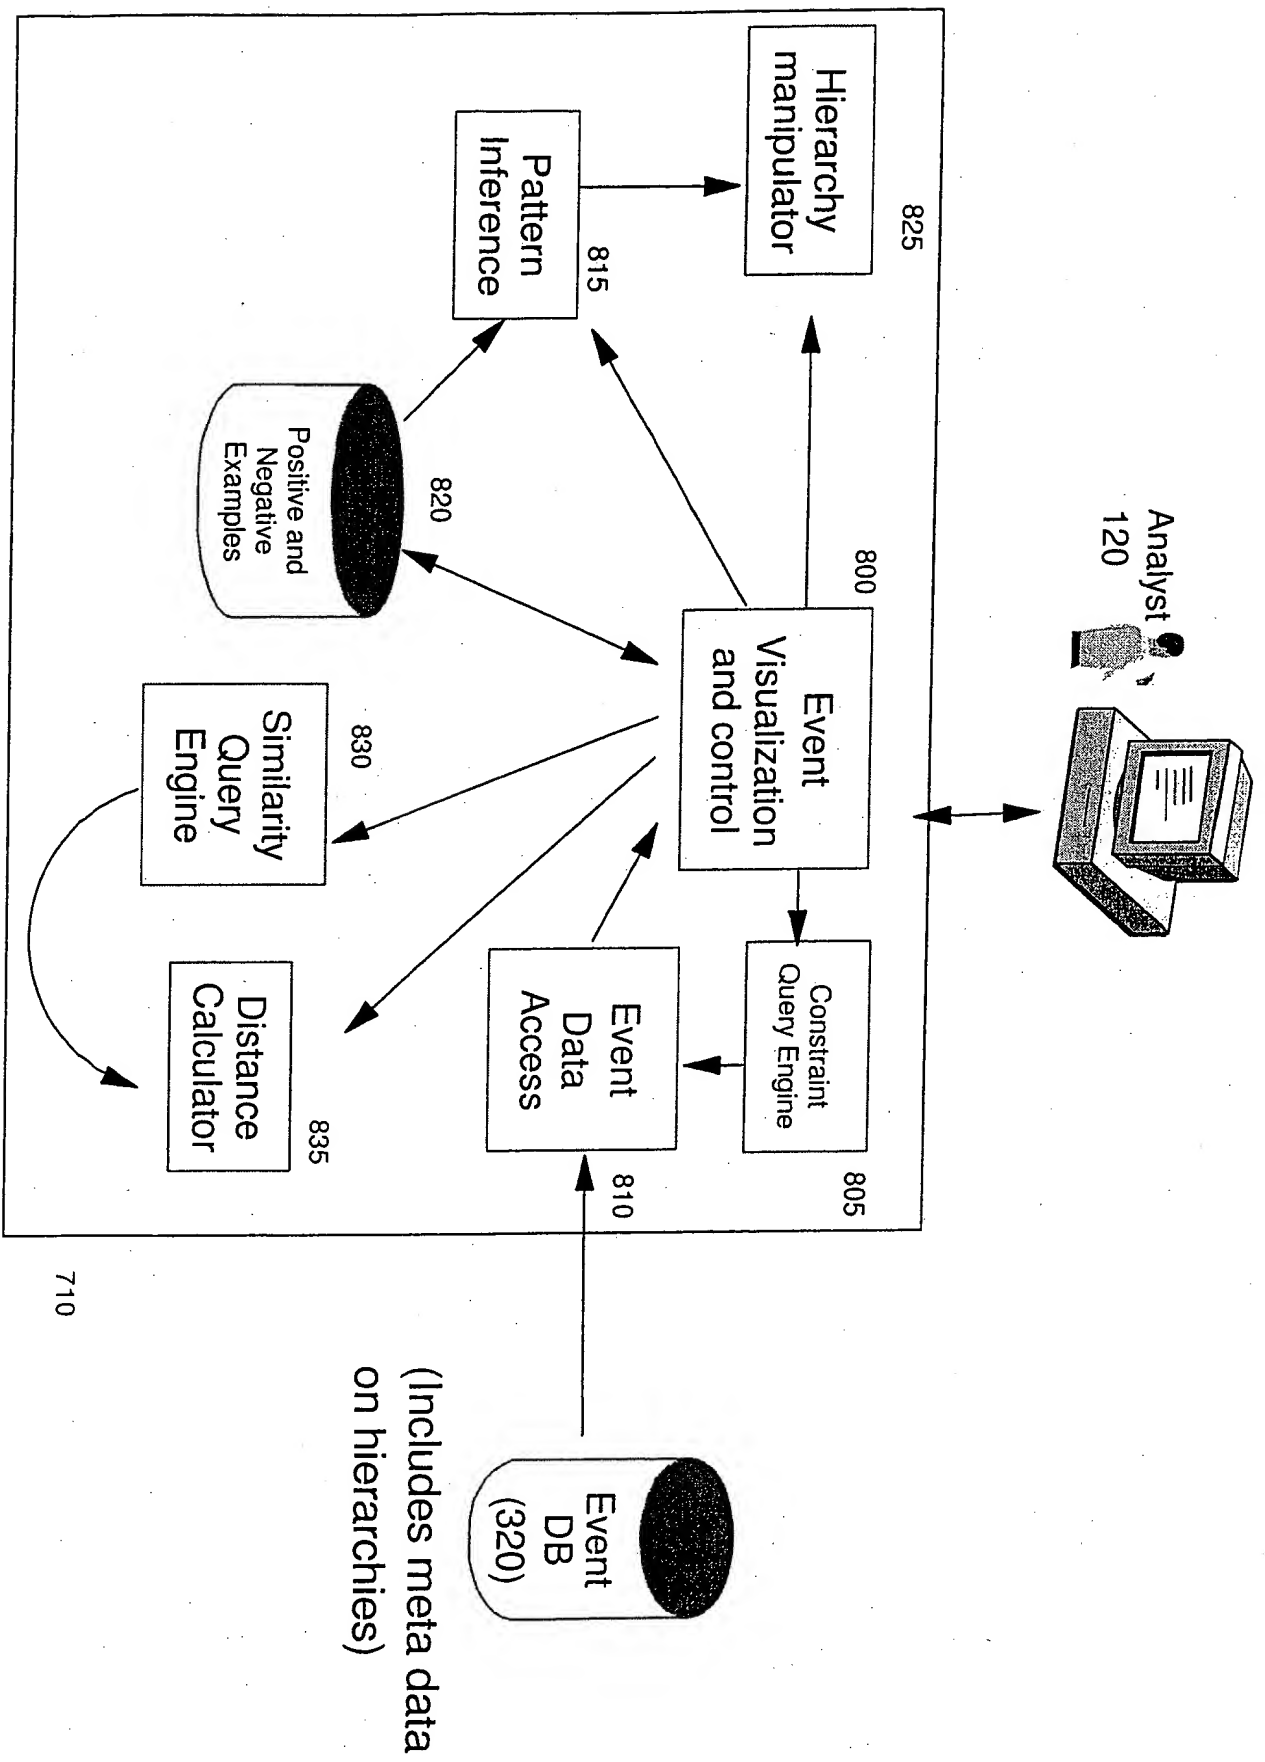 Analyst
120
825
Hierarchy
manipulator
800
Event
Visualization
and control
805
Constraint
Query Engine
815
Pattern
Inference
820
Positive and
Negative
Examples
810
Event
Data
Access
830
Similarity
Query
Engine
835
Distance
Calculator
710
Event
DB
(320)
(Includes meta data
on hierarchies)